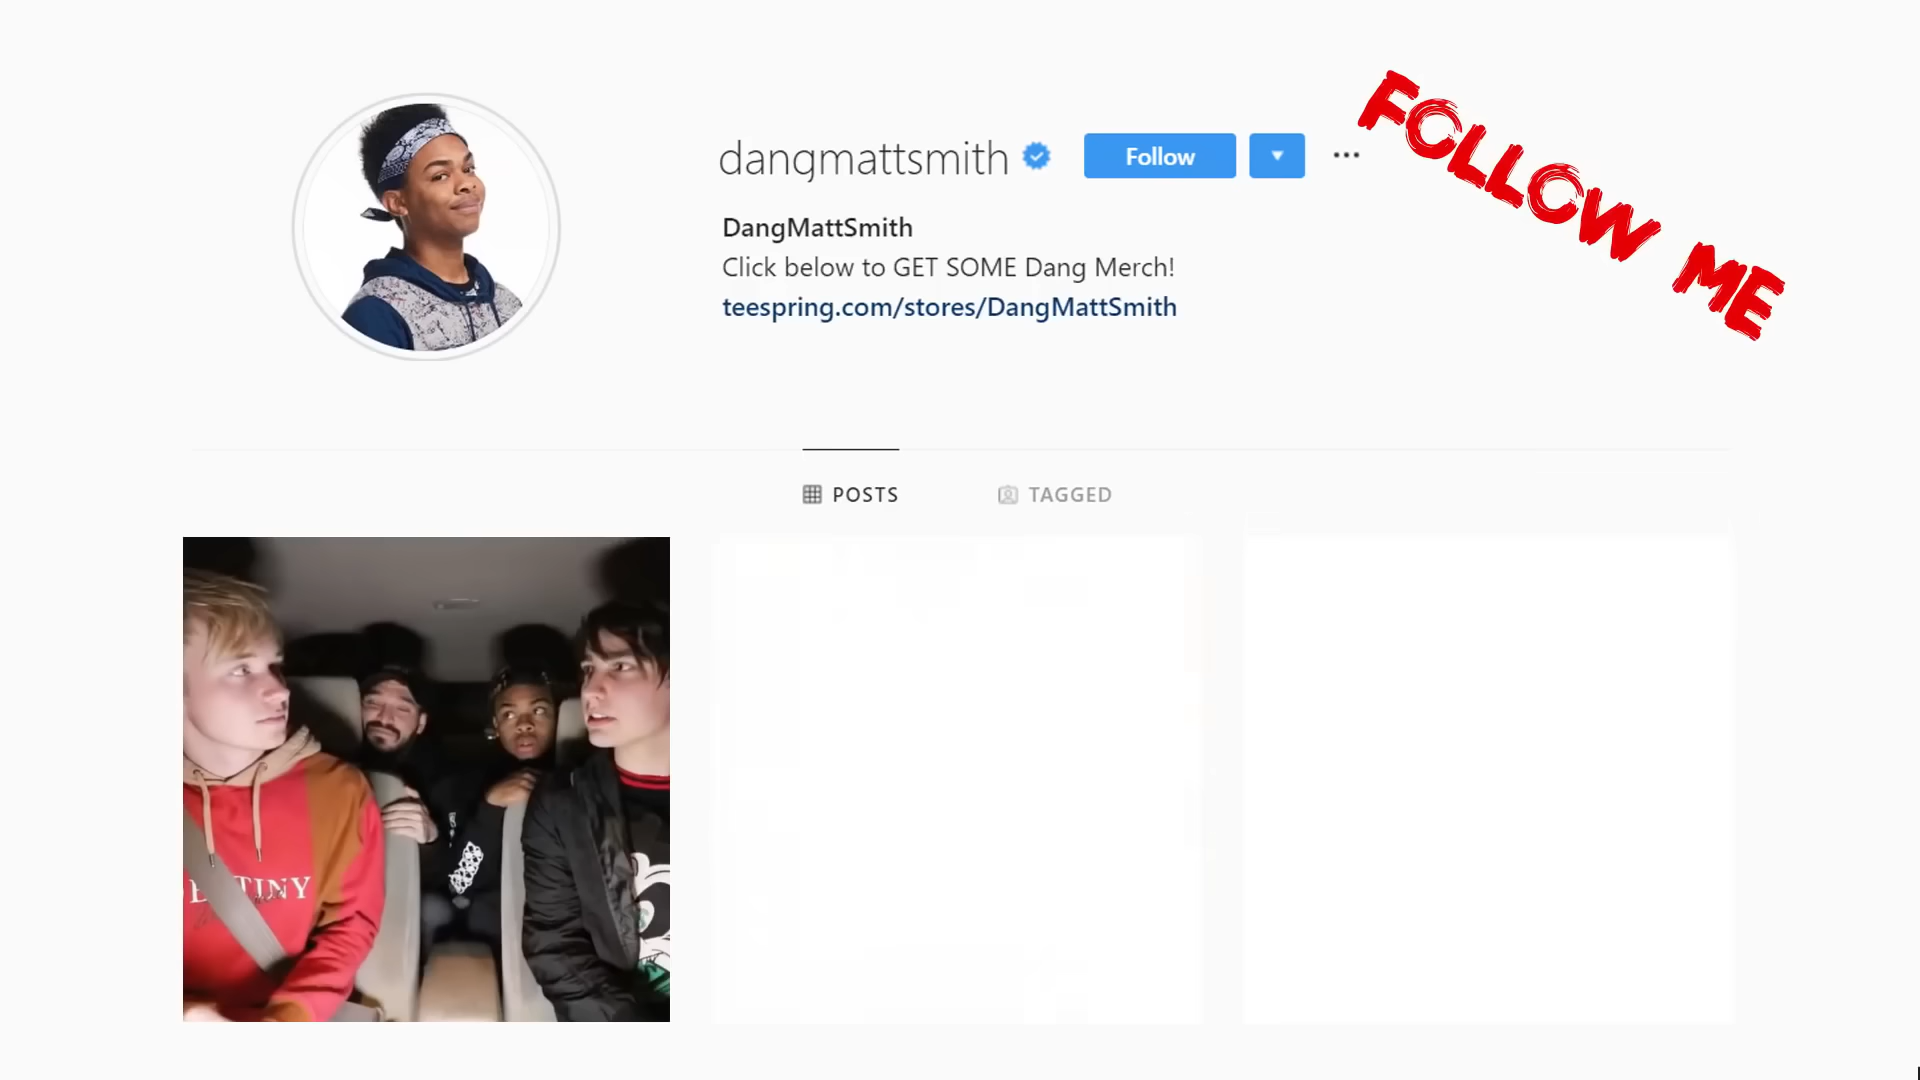 dangmattsmith
Follow
FOLLOW ME
DangMattSmith
Click below to GET SOME Dang Merch!
teespring.com/stores/DangMattSmith
POSTS
TAGGED